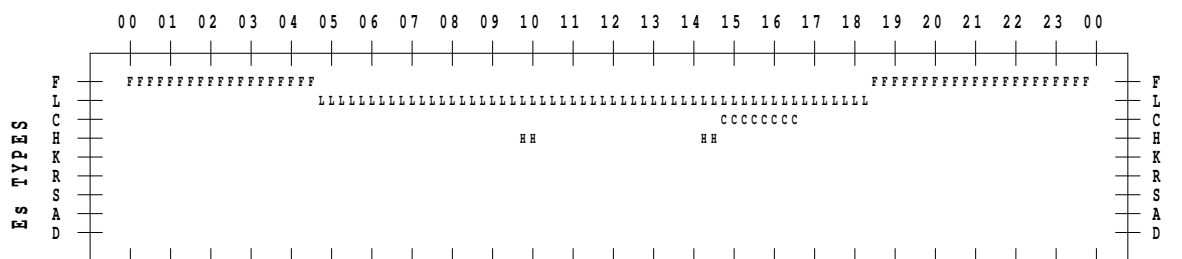 00 01 02 03 04 05 06 07 08 09 10 11 12 13 14 15 16 17 18 19 20 21 22 23 00
Es TYPES
F FFFFFFFFFFFFFFFFFFF FFFFFFFFFFFFFFFFFFFFFF F
L LLLLLLLLLLLLLLLLLLLLLLLLLLLLLLLLLLLLLLLLLLLLLLLLLLLLLLL L
C CCCCCCCC C
H HH HH H
K K
R R
S S
A A
D D